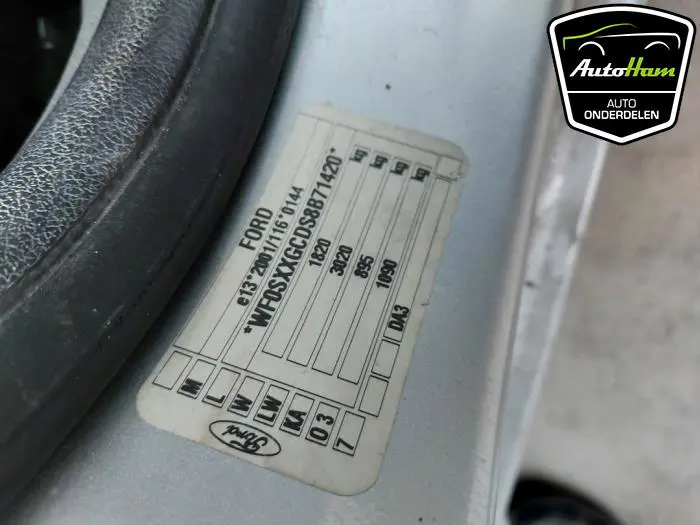 AutoHam
AUTO
ONDERDELEN
FORD
e13*2001/116*0144
*WF0SXXGCDS8B71420*
1820 kg
3020 kg
895 kg
1090 kg
DA3
M L W LW KA 0 3 7
Ford